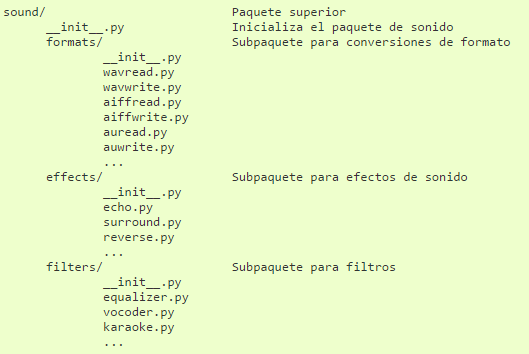 sound/                          Paquete superior
      __init__.py               Inicializa el paquete de sonido
      formats/                  Subpaquete para conversiones de formato
              __init__.py
              wavread.py
              wavwrite.py
              aiffread.py
              aiffwrite.py
              auread.py
              auwrite.py
              ...
      effects/                  Subpaquete para efectos de sonido
              __init__.py
              echo.py
              surround.py
              reverse.py
              ...
      filters/                  Subpaquete para filtros
              __init__.py
              equalizer.py
              vocoder.py
              karaoke.py
              ...